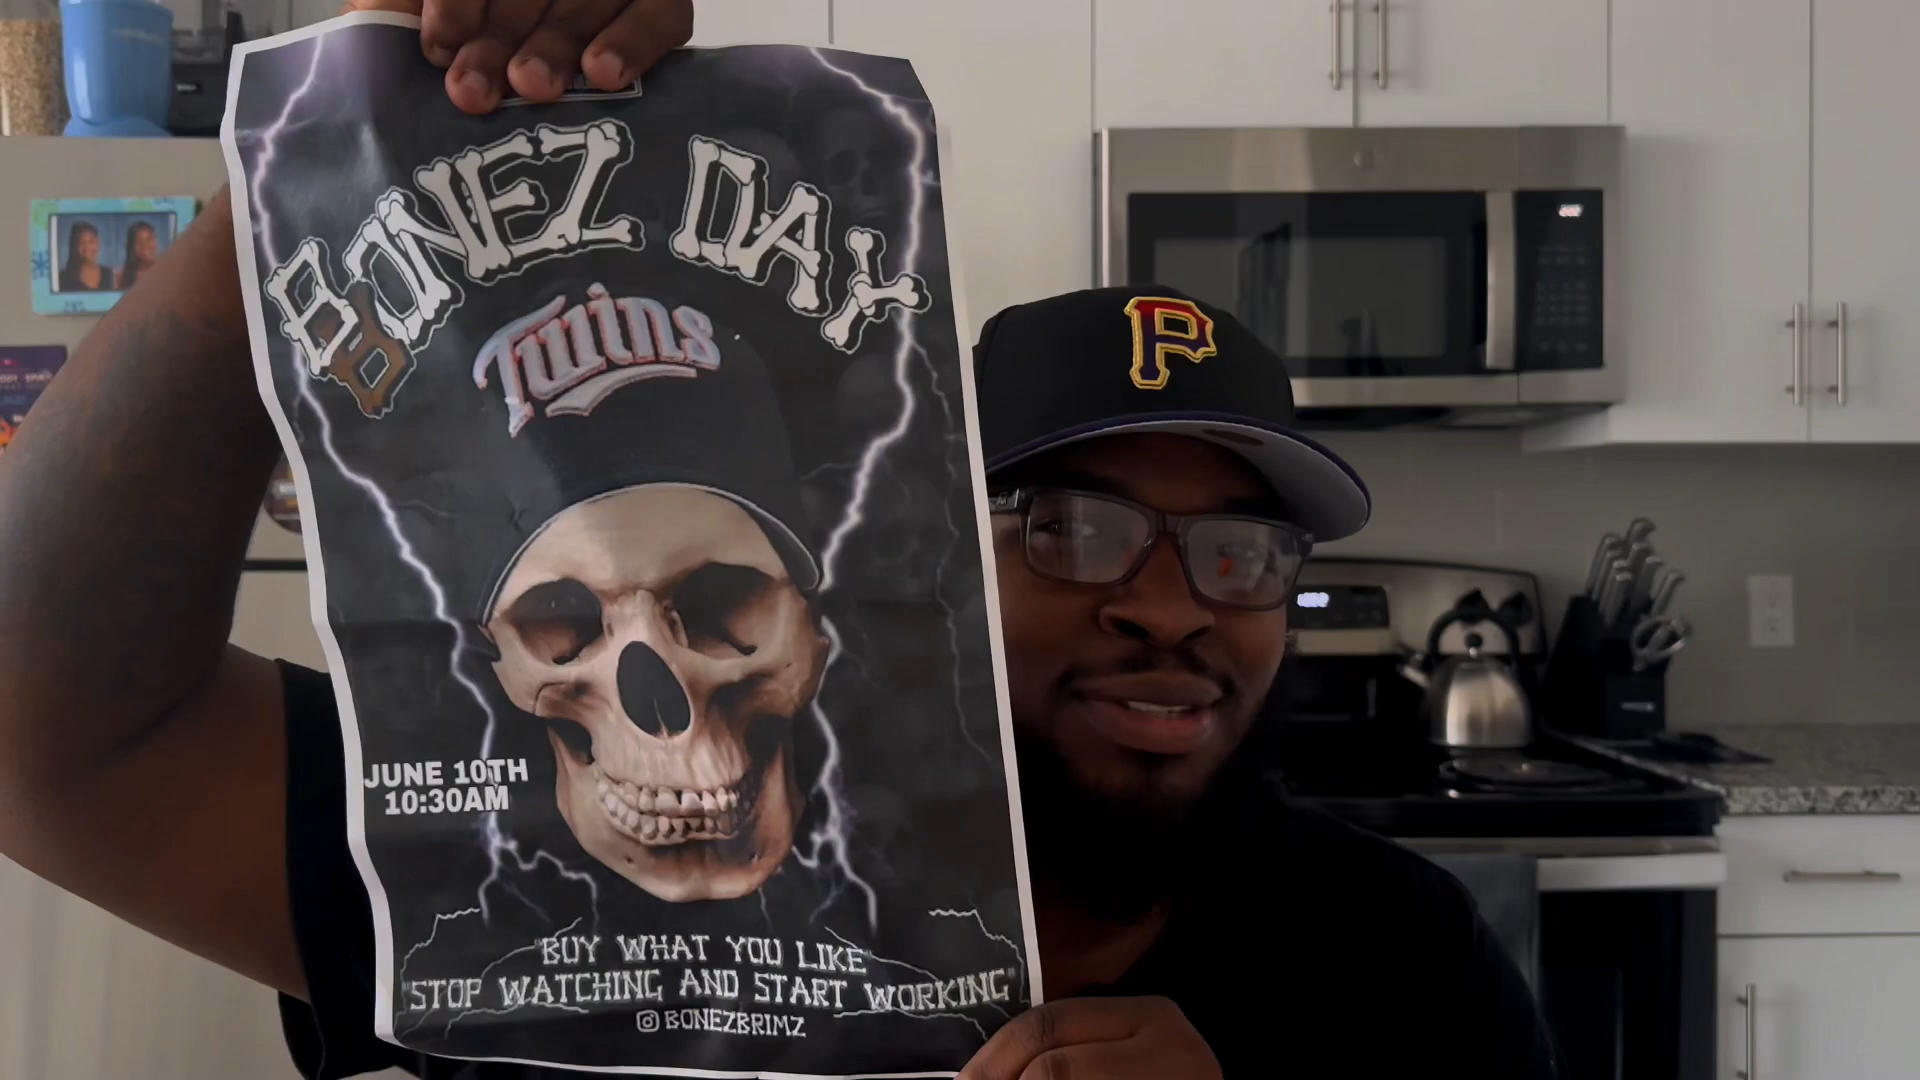 BONEZ DAY
B
Twins
P
JUNE 10TH
10:30AM
"BUY WHAT YOU LIKE"
"STOP WATCHING AND START WORKING"
BONEZBRIMZ